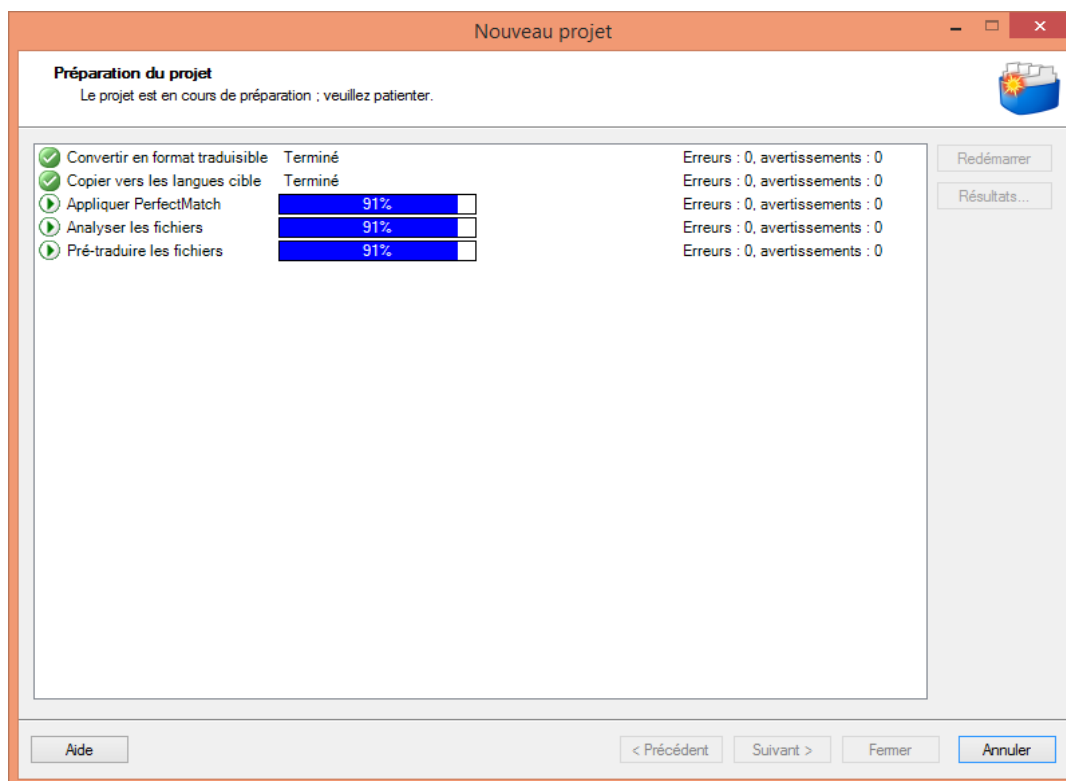 Nouveau projet
Préparation du projet
Le projet est en cours de préparation ; veuillez patienter.
Convertir en format traduisible Terminé Erreurs : 0, avertissements : 0
Copier vers les langues cible Terminé Erreurs : 0, avertissements : 0
Appliquer PerfectMatch 91% Erreurs : 0, avertissements : 0
Analyser les fichiers 91% Erreurs : 0, avertissements : 0
Pré-traduire les fichiers 91% Erreurs : 0, avertissements : 0
Redémarrer
Résultats...
Aide < Précédent Suivant > Fermer Annuler